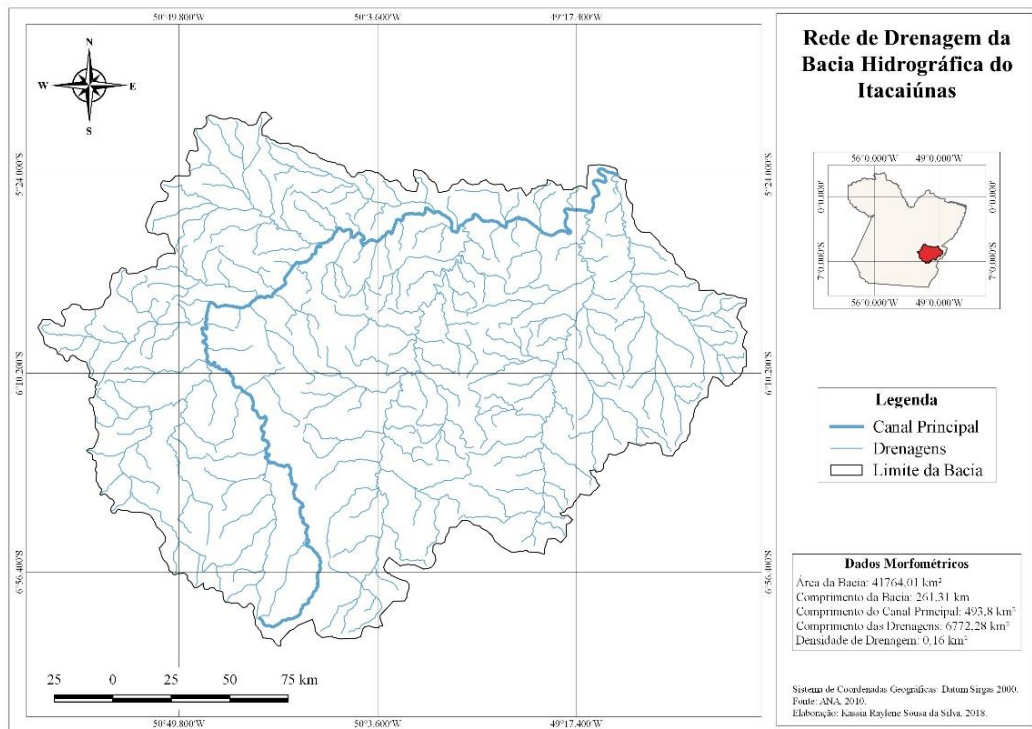 50°49.800'W
50°3.600'W
49°17.400'W
N
W
E
S
5°24.000'S
5°24.000'S
6°10.200'S
6°10.200'S
6°56.400'S
6°56.400'S
25 0 25 50 75 km
50°49.800'W
50°3.600'W
49°17.400'W
Rede de Drenagem da
Bacia Hidrográfica do
Itacaiúnas
56°0.000'W 49°0.000'W
0°0.000'
0°0.000'
7°0.000'S
7°0.000'S
56°0.000'W 49°0.000'W
Legenda
Canal Principal
Drenagens
Limite da Bacia
Dados Morfométricos
Área da Bacia: 41764,01 km²
Comprimento da Bacia: 261,31 km
Comprimento do Canal Principal: 493,8 km²
Comprimento das Drenagens: 6772,28 km²
Densidade de Drenagem: 0,16 km²
Sistema de Coordenadas Geográficas: Datum Sirgas 2000.
Fonte: ANA, 2010.
Elaboração: Kassia Raylene Sousa da Silva, 2018.